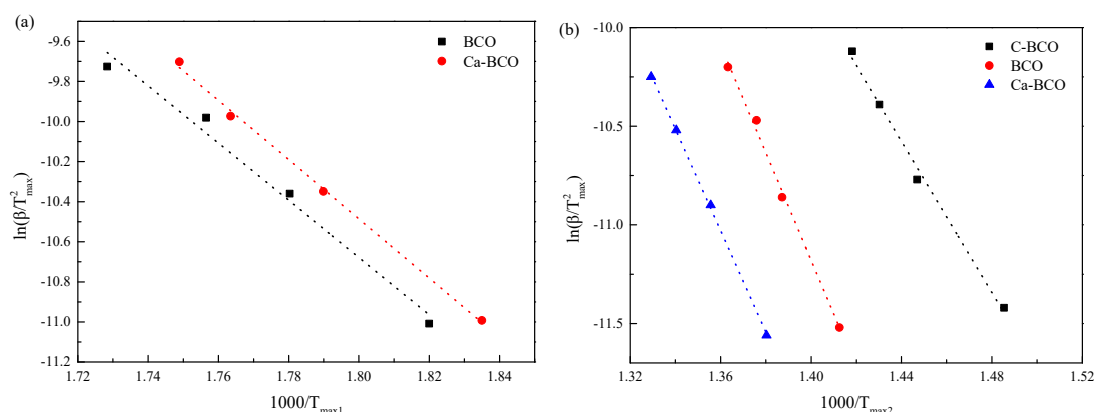 (a)
BCO
Ca-BCO
-9.6
-9.8
-10.0
-10.2
-10.4
-10.6
-10.8
-11.0
-11.2
ln(β/T²max)
1.72
1.74
1.76
1.78
1.80
1.82
1.84
1000/Tmax1
(b)
C-BCO
BCO
Ca-BCO
-10.0
-10.5
-11.0
-11.5
ln(β/T²max)
1.32
1.36
1.40
1.44
1.48
1.52
1000/Tmax2